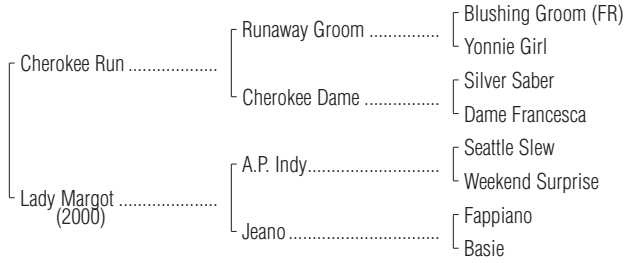 Blushing Groom (FR)
Runaway Groom ................
Yonnie Girl
Cherokee Run ....................
Silver Saber
Cherokee Dame .................
Dame Francesca
Seattle Slew
A.P. Indy..............................
Weekend Surprise
Lady Margot ......................
(2000)
Fappiano
Jeano ..................................
Basie